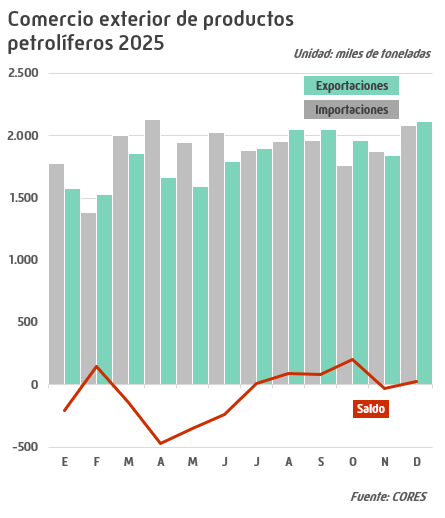 Comercio exterior de productos
petrolíferos 2025
Unidad: miles de toneladas
2.500
Exportaciones
Importaciones
2.000
1.500
1.000
500
0
Saldo
-500
E F M A M J J A S O N D
Fuente: CORES